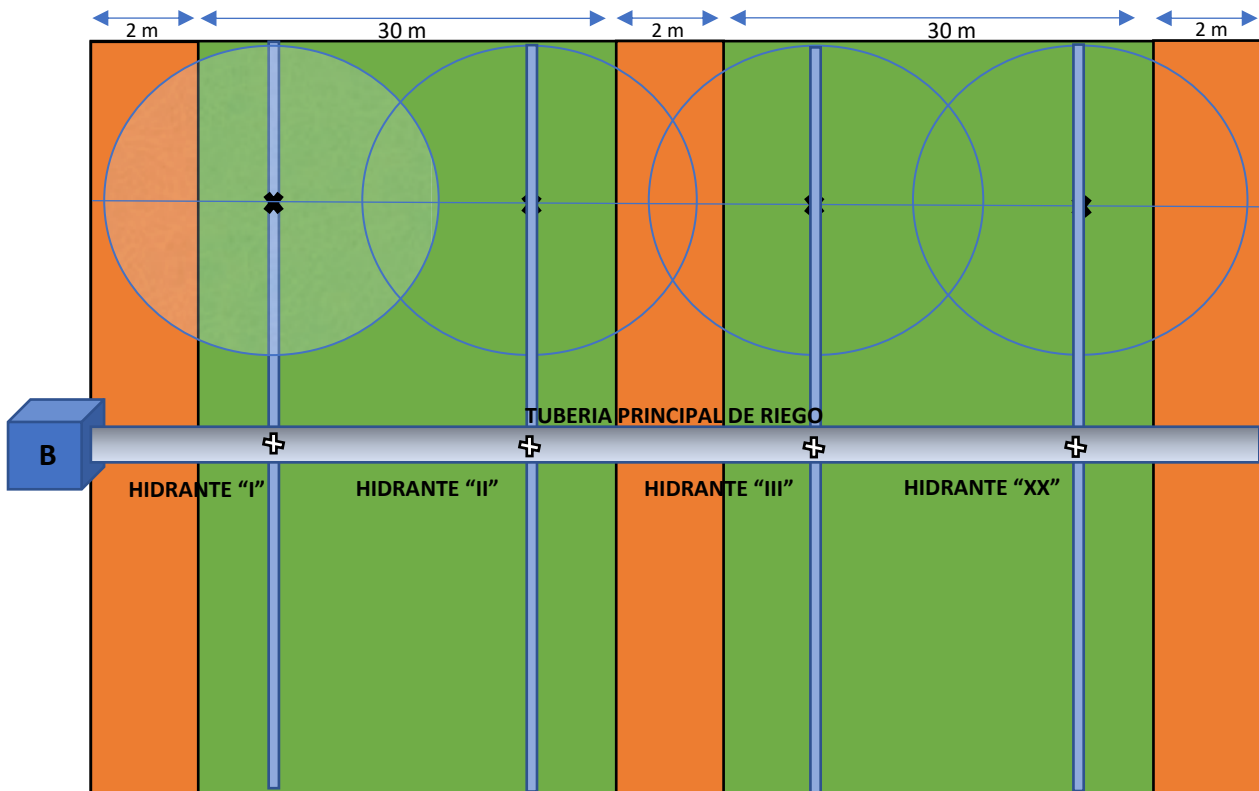 2 m
30 m
2 m
30 m
2 m
TUBERIA PRINCIPAL DE RIEGO
B
HIDRANTE “I”
HIDRANTE “II”
HIDRANTE “III”
HIDRANTE “XX”